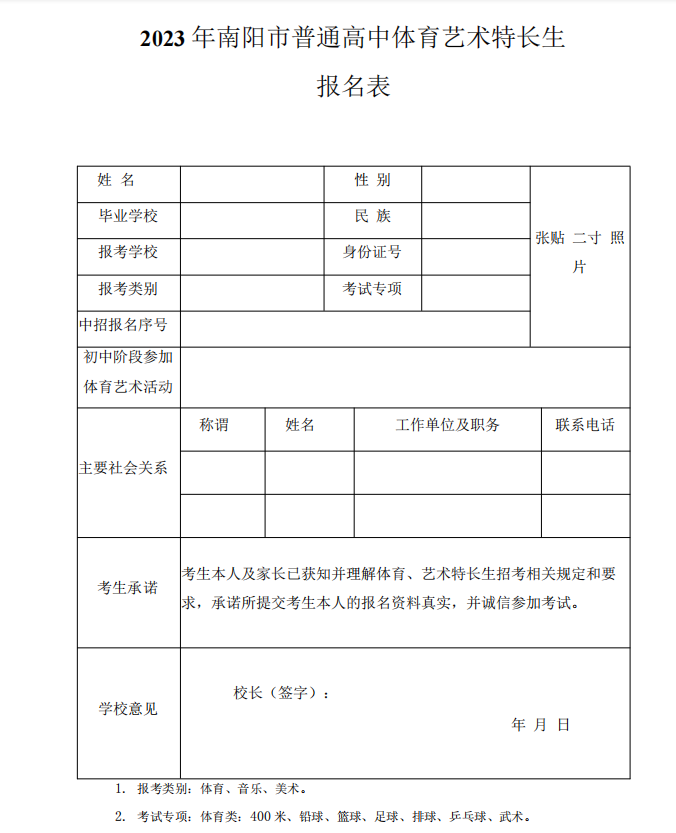 2023 年南阳市普通高中体育艺术特长生
报名表
姓 名
性 别
张贴 二寸 照
片
毕业学校
民 族
报考学校
身份证号
报考类别
考试专项
中招报名序号
初中阶段参加
体育艺术活动
主要社会关系
称谓
姓名
工作单位及职务
联系电话
考生承诺
考生本人及家长已获知并理解体育、艺术特长生招考相关规定和要
求，承诺所提交考生本人的报名资料真实，并诚信参加考试。
学校意见
校长（签字）:
年 月 日
1. 报考类别: 体育、音乐、美术。
2. 考试专项: 体育类: 400 米、铅球、篮球、足球、排球、乒乓球、武术。